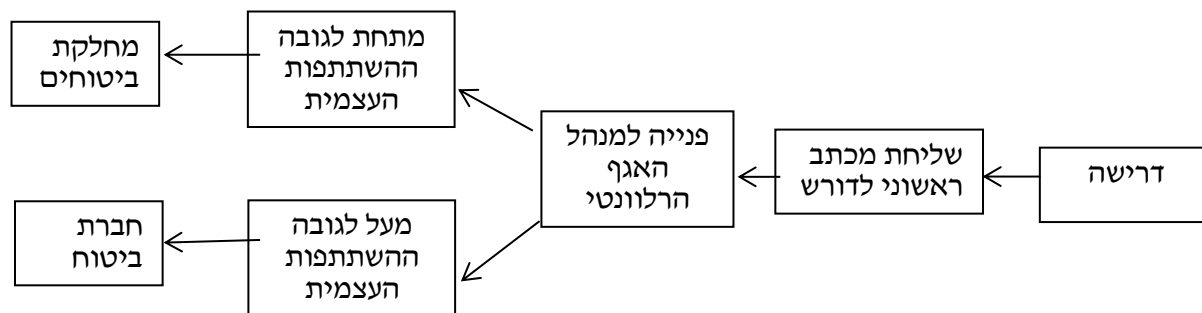 דרישה
שליחת מכתב
ראשוני לדורש
פנייה למנהל
האגף
הרלוונטי
מתחת לגובה
ההשתתפות
העצמית
מחלקת
ביטוחים
מעל לגובה
ההשתתפות
העצמית
חברת
ביטוח